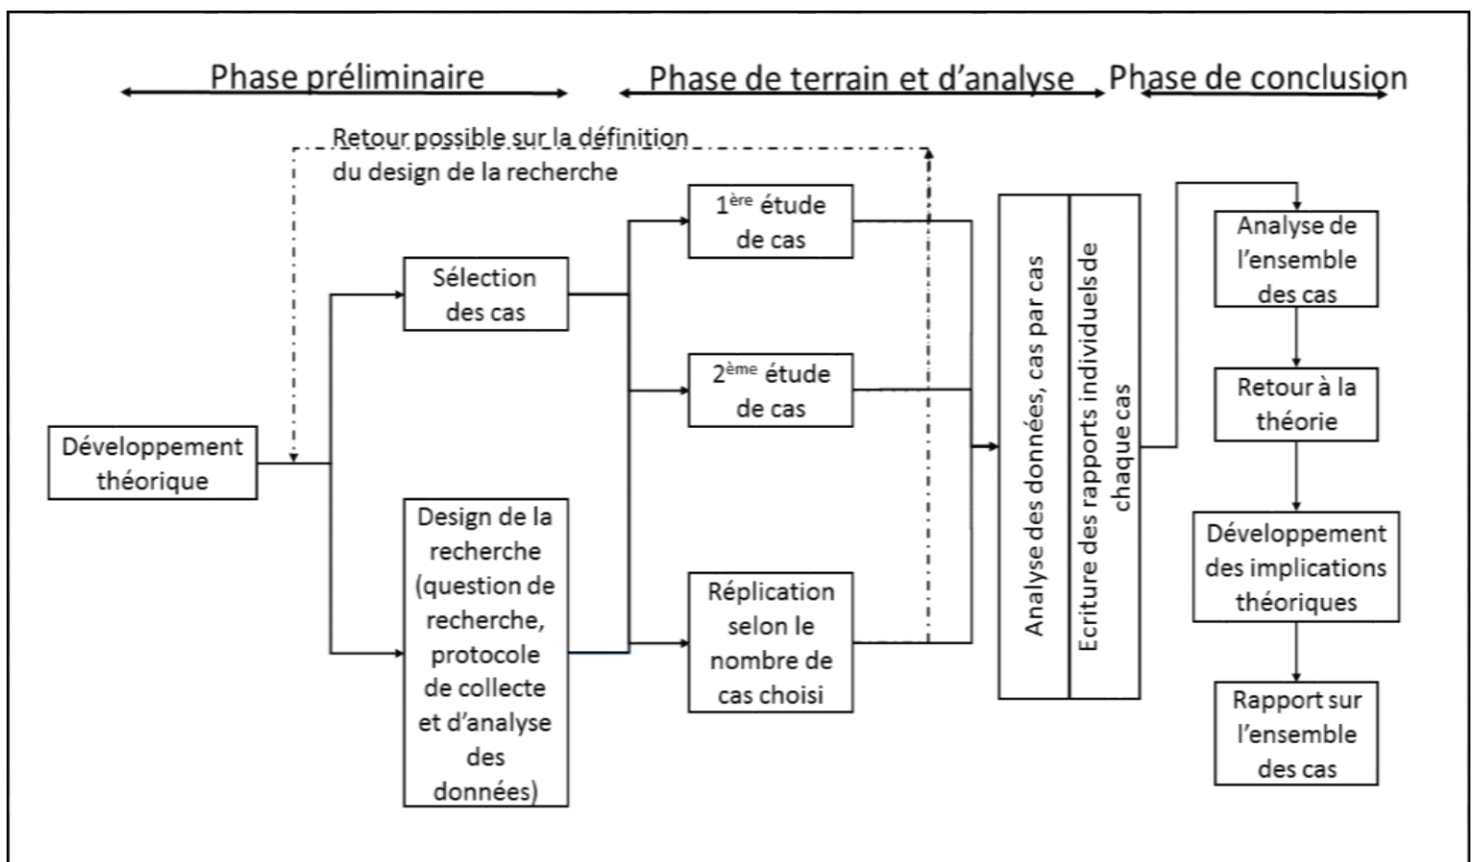 Phase préliminaire
Phase de terrain et d'analyse
Phase de conclusion
Retour possible sur la définition
du design de la recherche
Développement
théorique
Sélection
des cas
Design de la
recherche
(question de
recherche,
protocole
de collecte
et d'analyse
des
données)
1ère étude
de cas
2ème étude
de cas
Réplication
selon le
nombre de
cas choisi
Analyse des données, cas par cas
Ecriture des rapports individuels de
chaque cas
Analyse de
l'ensemble
des cas
Retour à la
théorie
Développement
des implications
théoriques
Rapport sur
l'ensemble
des cas